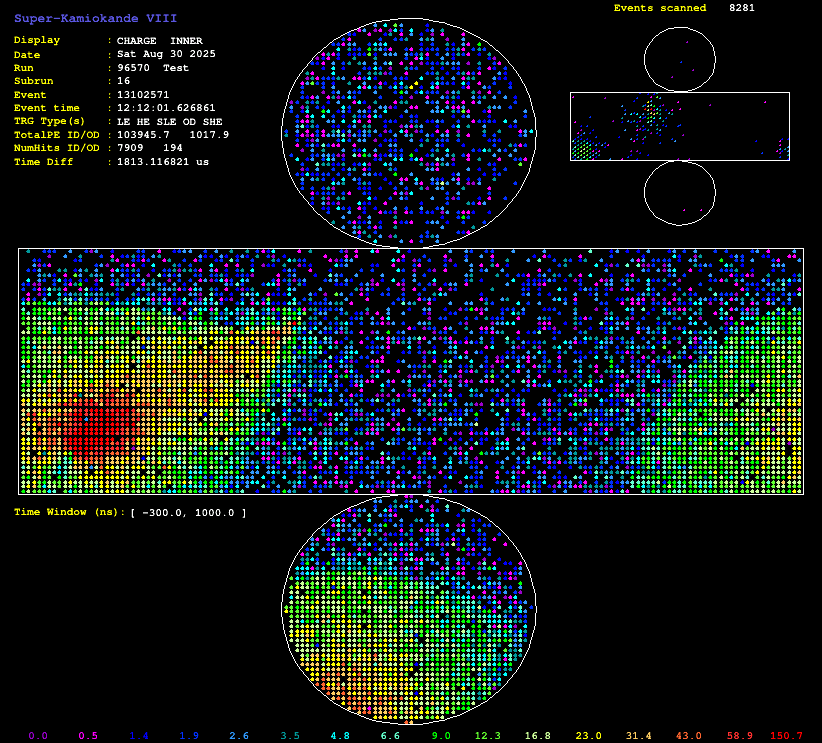 Super-Kamiokande VIII
Events scanned 8281
Display : CHARGE INNER
Date : Sat Aug 30 2025
Run : 96570 Test
Subrun : 16
Event : 13102571
Event time : 12:12:01.626861
TRG Type(s) : LE HE SLE OD SHE
TotalPE ID/OD : 103945.7 1017.9
NumHits ID/OD : 7909 194
Time Diff : 1813.116821 us
Time Window (ns): [ -300.0, 1000.0 ]
0.0 0.5 1.4 1.9 2.6 3.5 4.8 6.6 9.0 12.3 16.8 23.0 31.4 43.0 58.9 150.7